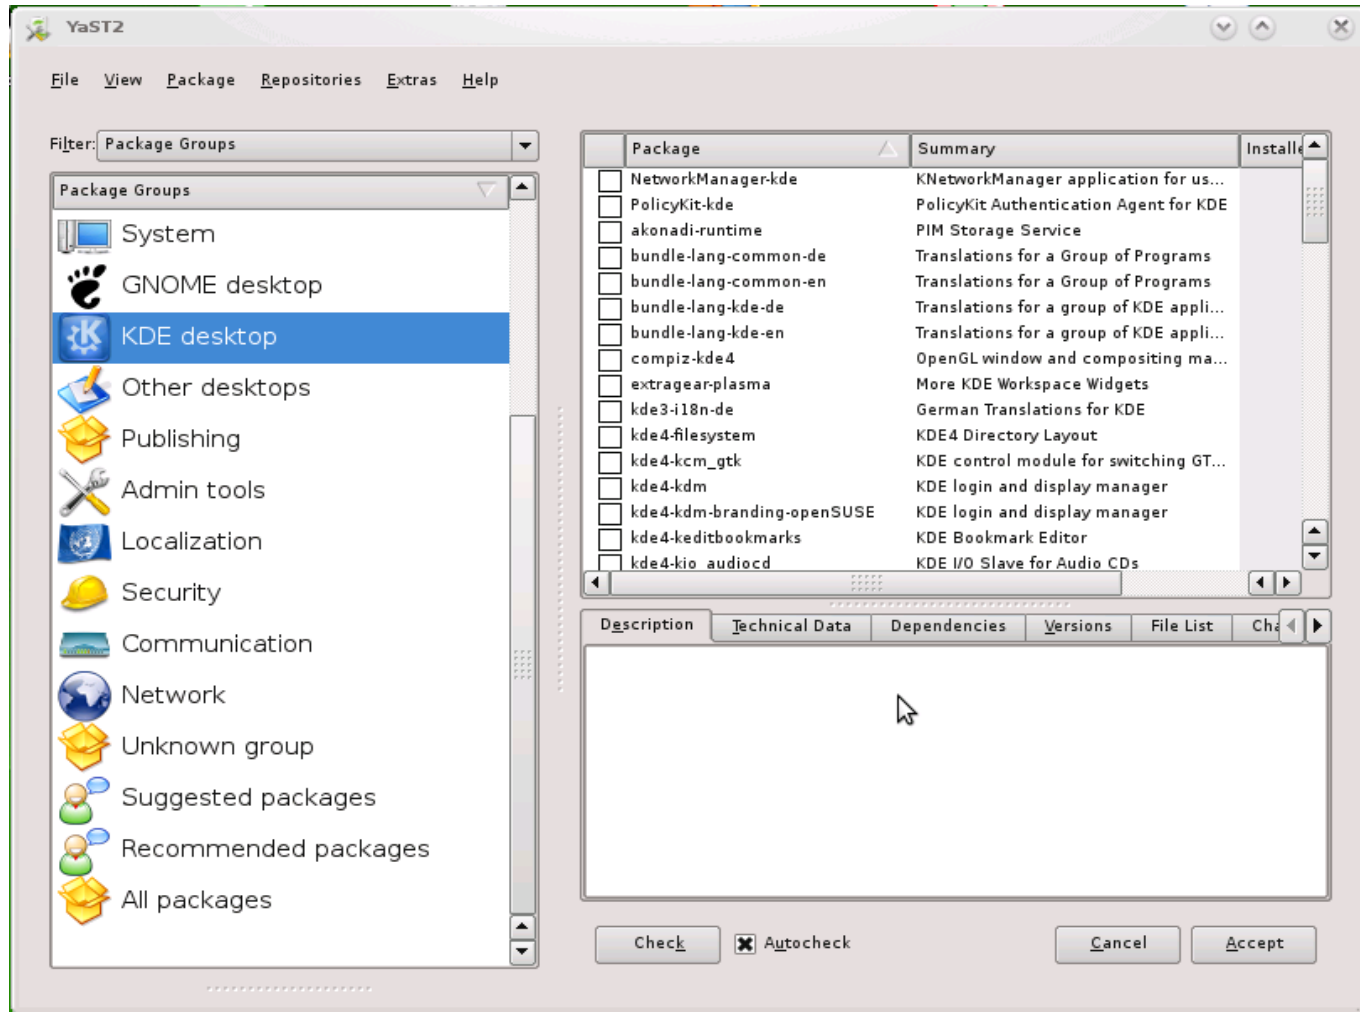 YaST2
File View Package Repositories Extras Help
Filter: Package Groups
Package Groups
System
GNOME desktop
KDE desktop
Other desktops
Publishing
Admin tools
Localization
Security
Communication
Network
Unknown group
Suggested packages
Recommended packages
All packages
Package Summary Installe
NetworkManager-kde KNetworkManager application for us...
PolicyKit-kde PolicyKit Authentication Agent for KDE
akonadi-runtime PIM Storage Service
bundle-lang-common-de Translations for a Group of Programs
bundle-lang-common-en Translations for a Group of Programs
bundle-lang-kde-de Translations for a group of KDE appli...
bundle-lang-kde-en Translations for a group of KDE appli...
compiz-kde4 OpenGL window and compositing ma...
extragear-plasma More KDE Workspace Widgets
kde3-i18n-de German Translations for KDE
kde4-filesystem KDE4 Directory Layout
kde4-kcm_gtk KDE control module for switching GT...
kde4-kdm KDE login and display manager
kde4-kdm-branding-openSUSE KDE login and display manager
kde4-keditbookmarks KDE Bookmark Editor
kde4-kio_audiocd KDE I/O Slave for Audio CDs
Description Technical Data Dependencies Versions File List Cha
Check Autocheck Cancel Accept